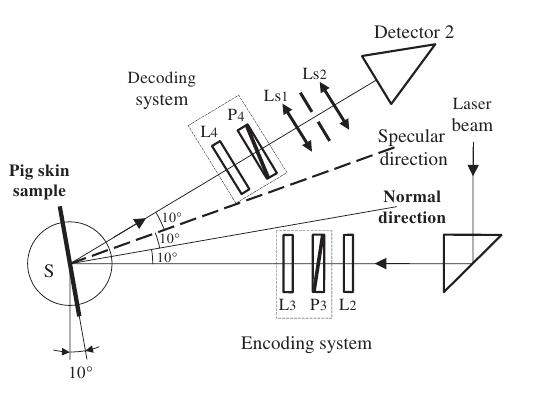 Detector 2
Decoding
system
Ls2
Ls1
P4
L4
Laser
beam
Specular
direction
Pig skin
sample
Normal
direction
10°
10°
10°
S
L3
P3
L2
Encoding system
10°